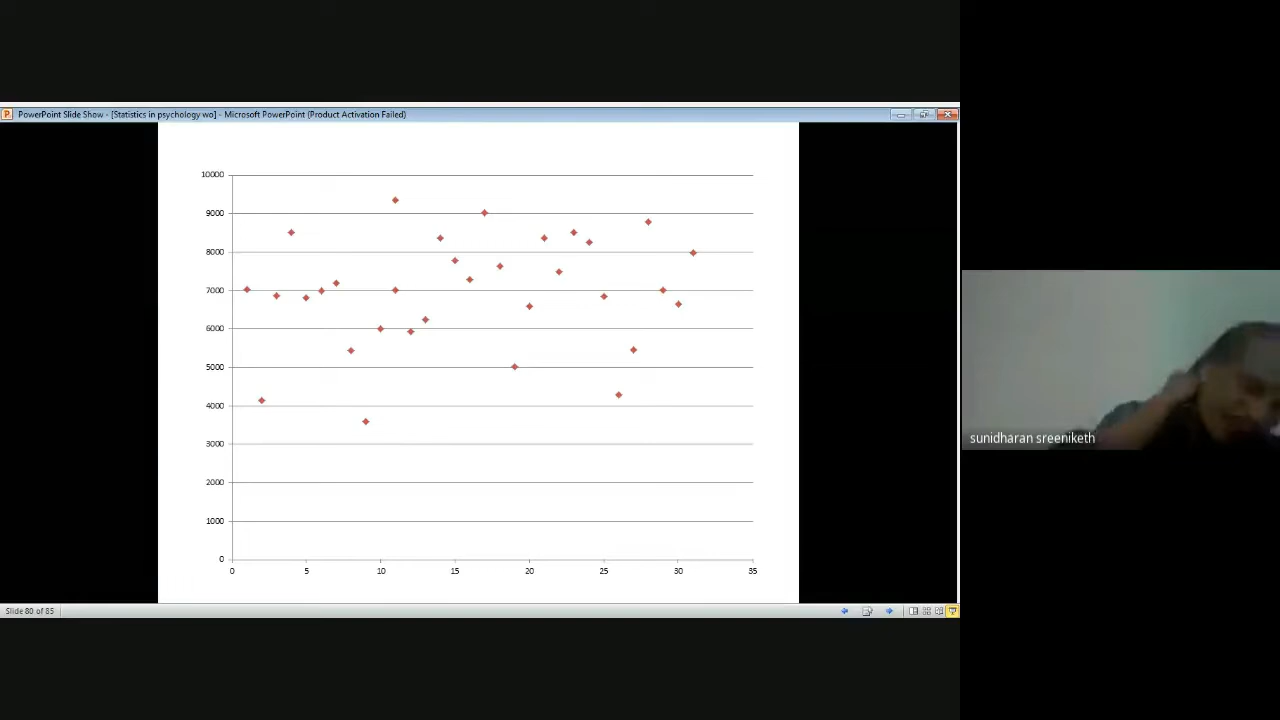 PowerPoint Slide Show - [Statistics in psychology wo] - Microsoft PowerPoint (Product Activation Failed)
10000
9000
8000
7000
6000
5000
4000
3000
2000
1000
0
0 5 10 15 20 25 30 35
sunidharan sreeniketh
Slide 80 of 85